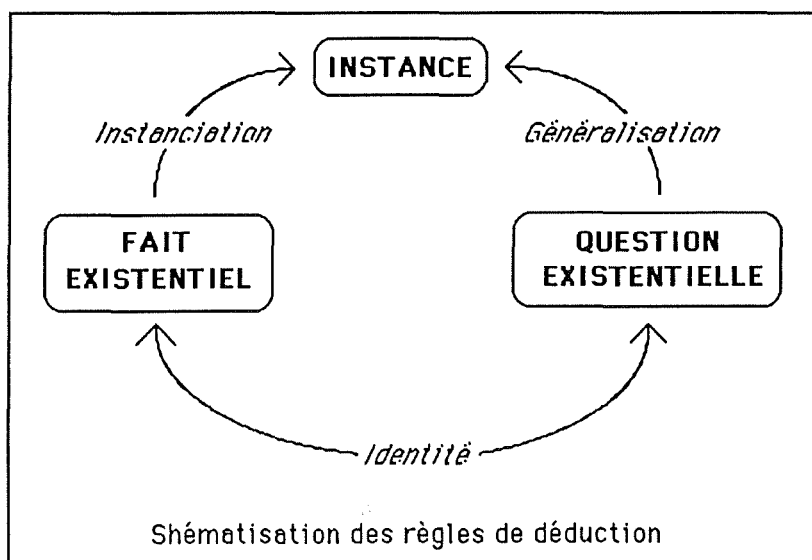 INSTANCE
Instanciation
Généralisation
FAIT
EXISTENTIEL
QUESTION
EXISTENTIELLE
Identité
Shématisation des règles de déduction